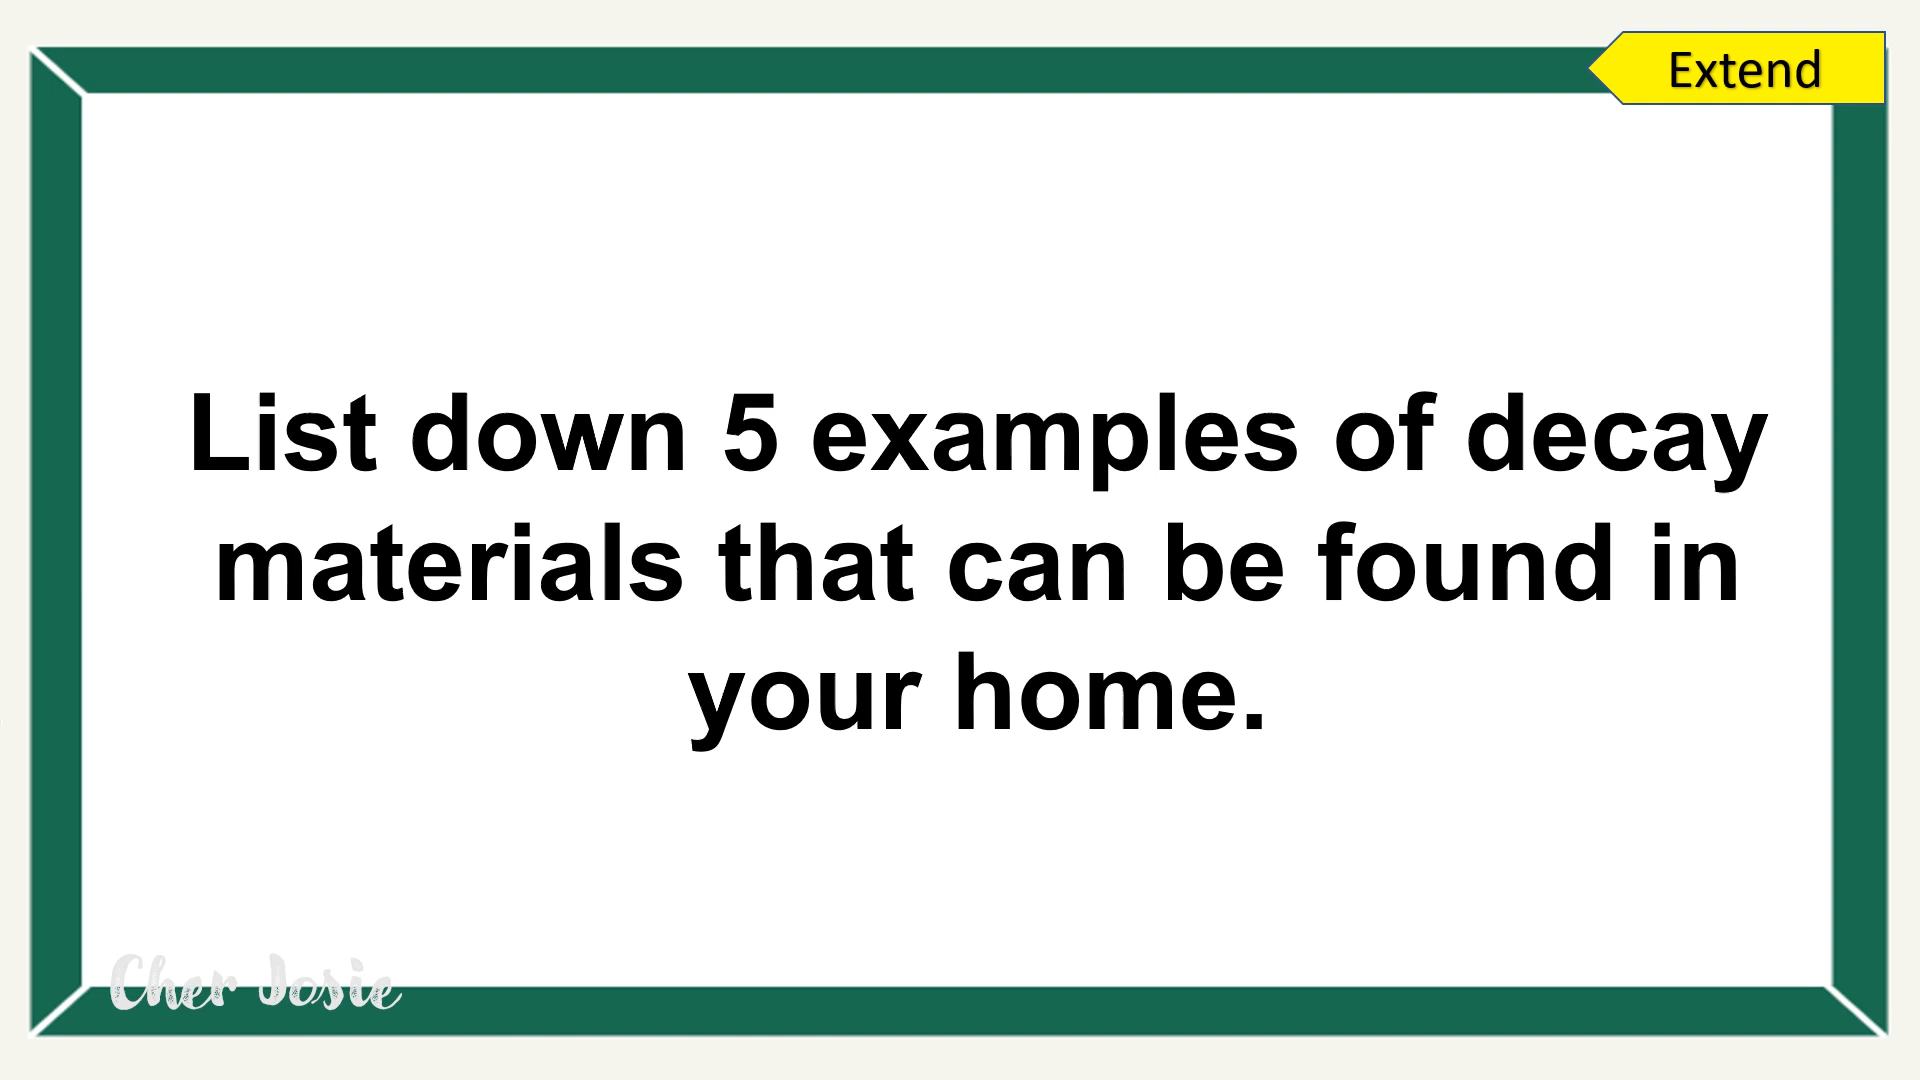 Extend
List down 5 examples of decay
materials that can be found in
your home.
Cher Josie